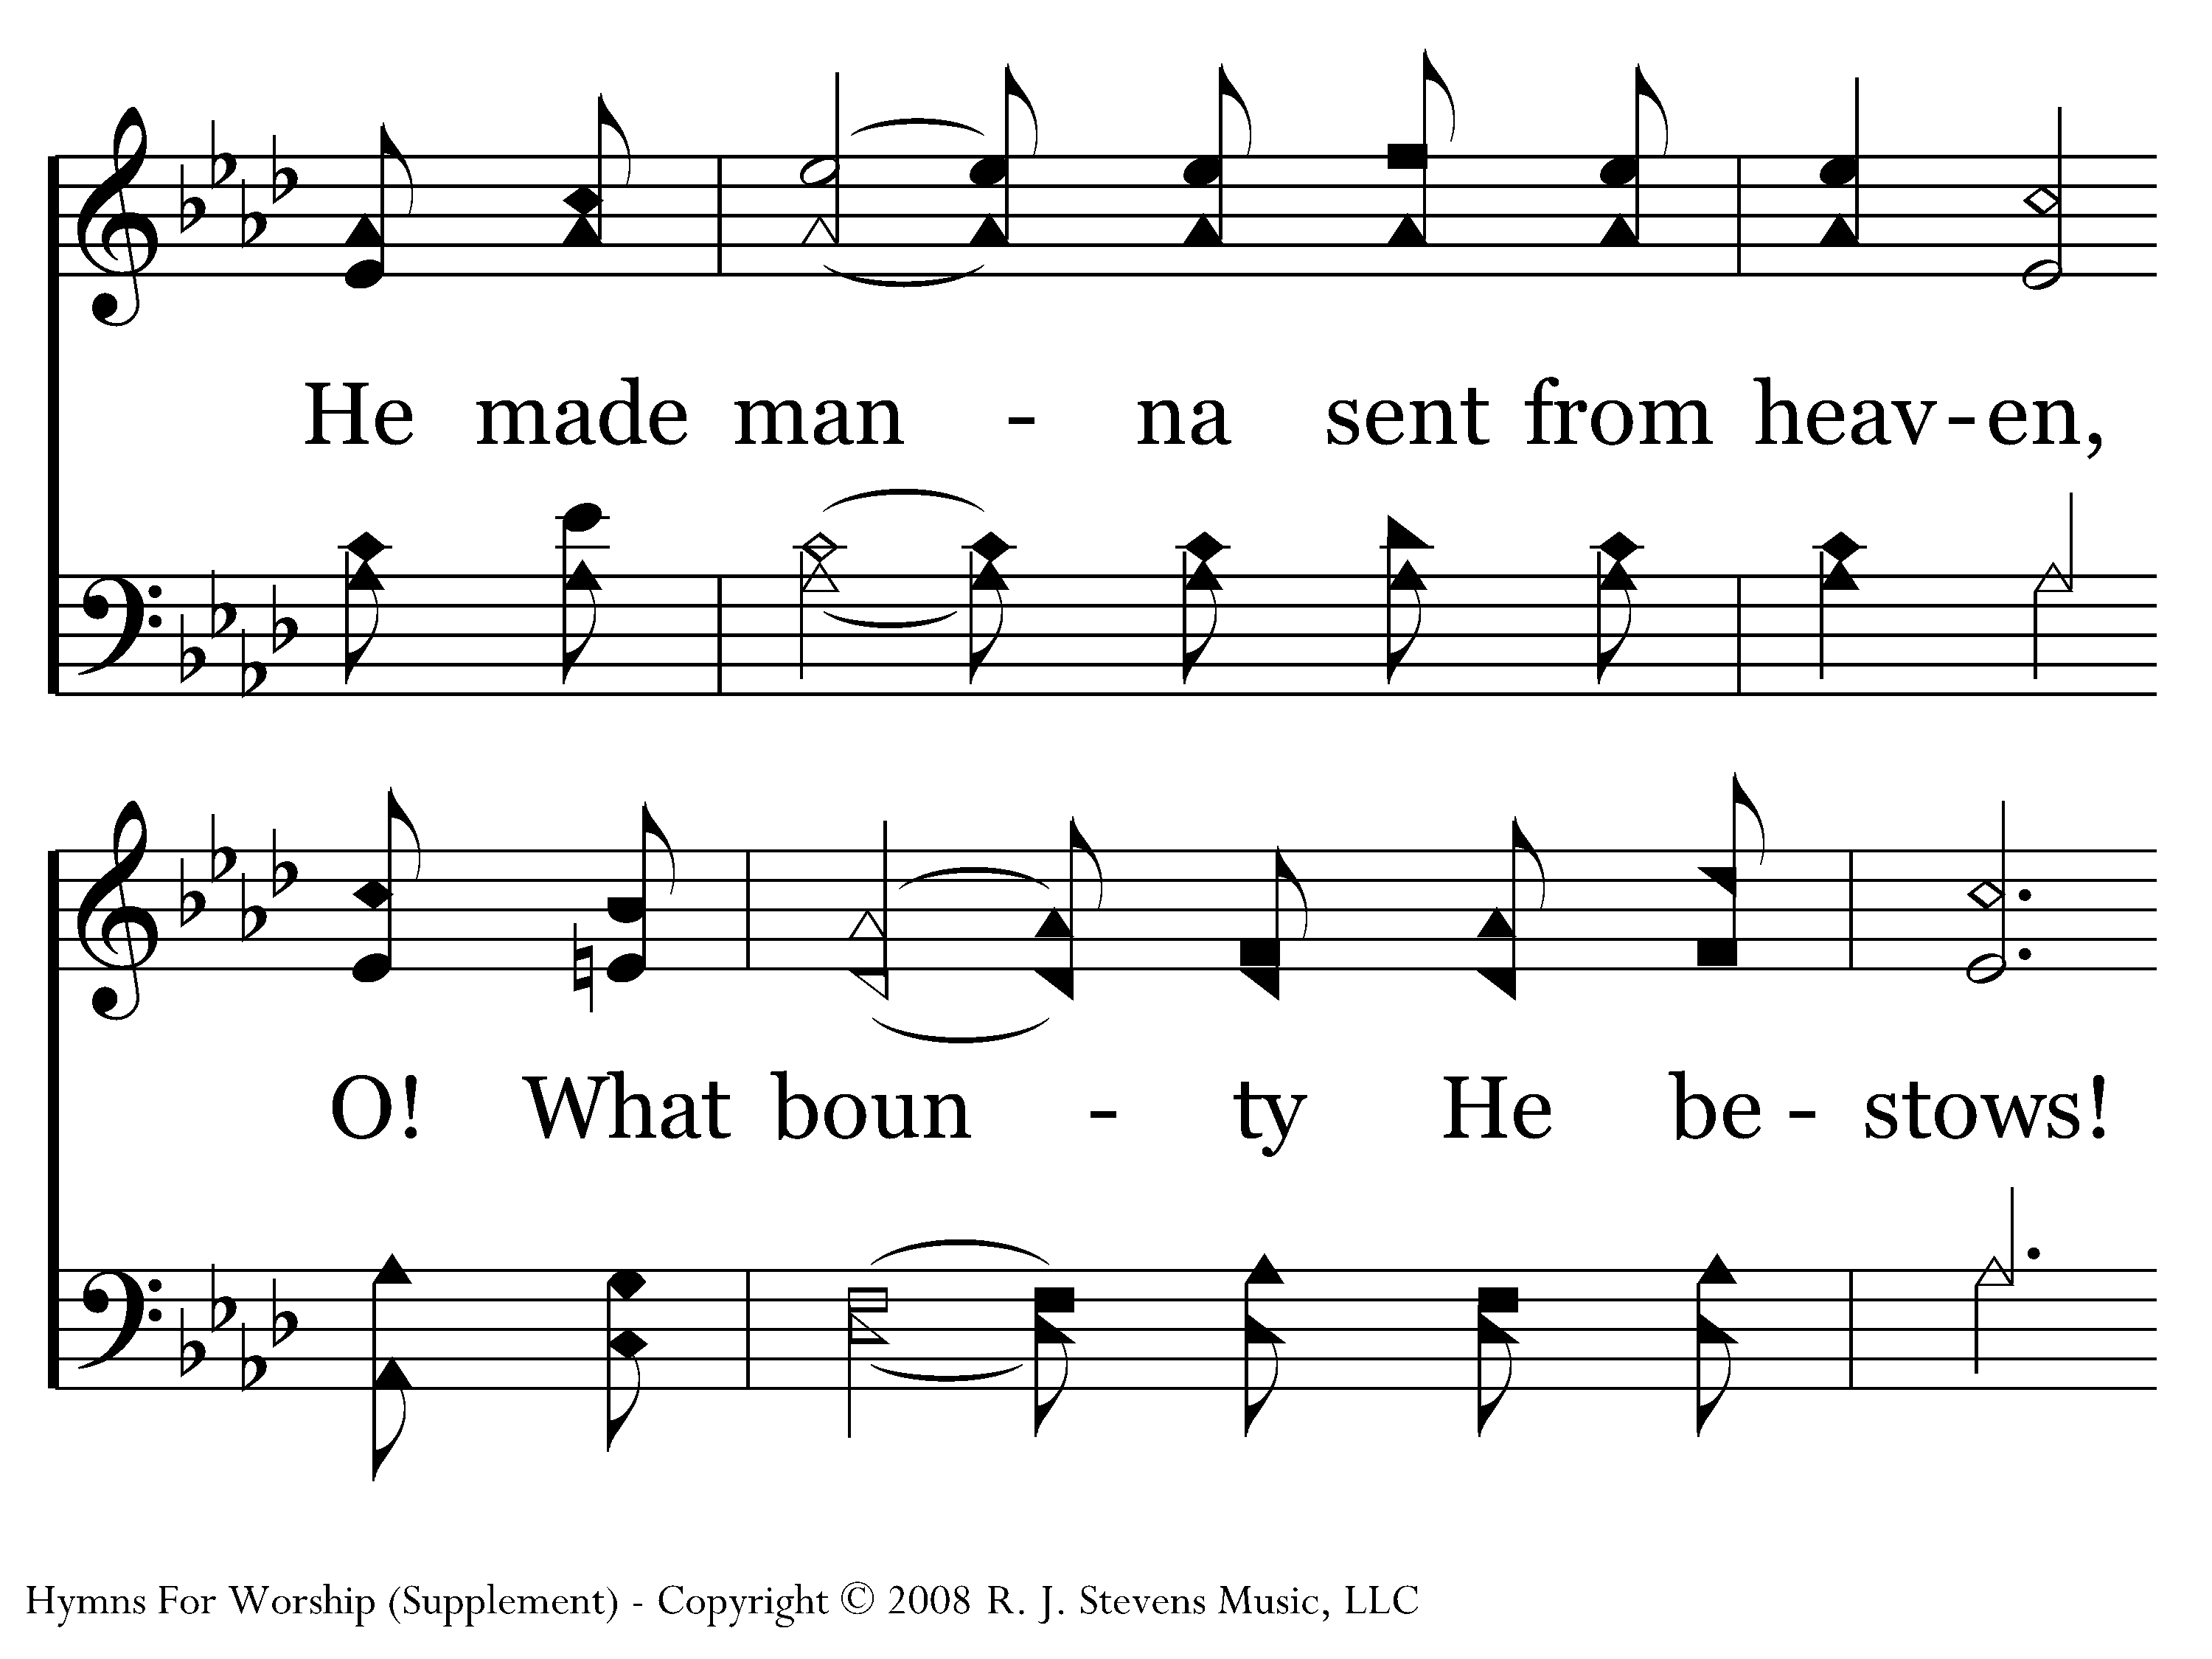 He made man - na sent from heav - en,
O! What boun - ty He be - stows!
Hymns For Worship (Supplement) - Copyright © 2008 R. J. Stevens Music, LLC